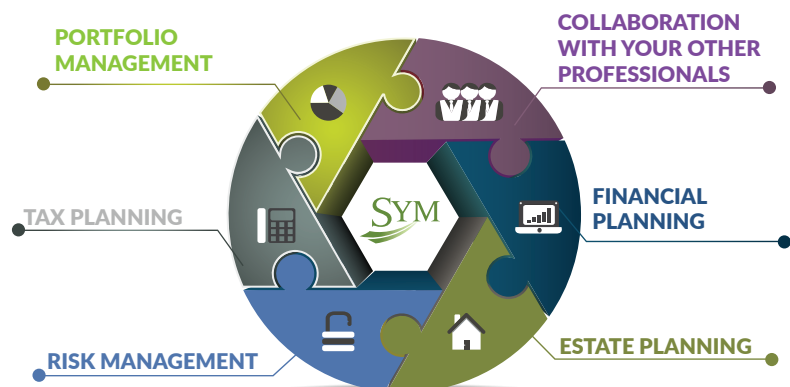 PORTFOLIO
MANAGEMENT
COLLABORATION
WITH YOUR OTHER
PROFESSIONALS
TAX PLANNING
SYM
FINANCIAL
PLANNING
RISK MANAGEMENT
ESTATE PLANNING